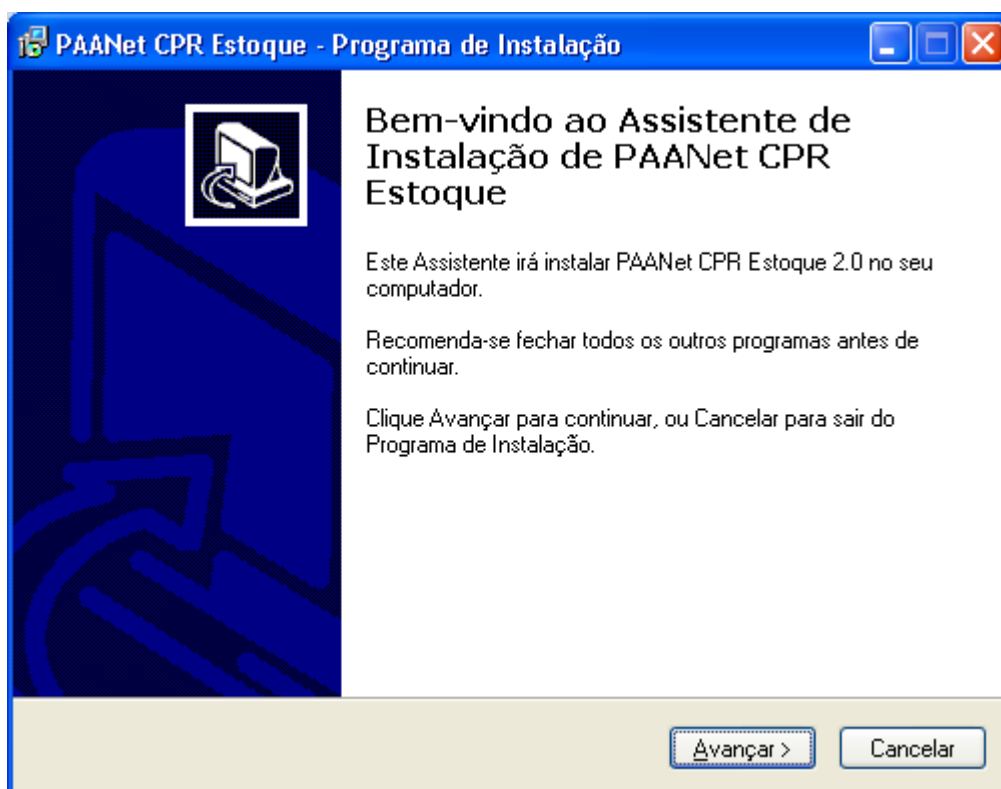 PAANet CPR Estoque - Programa de Instalação
Bem-vindo ao Assistente de
Instalação de PAANet CPR
Estoque
Este Assistente irá instalar PAANet CPR Estoque 2.0 no seu
computador.
Recomenda-se fechar todos os outros programas antes de
continuar.
Clique Avançar para continuar, ou Cancelar para sair do
Programa de Instalação.
Avançar >
Cancelar